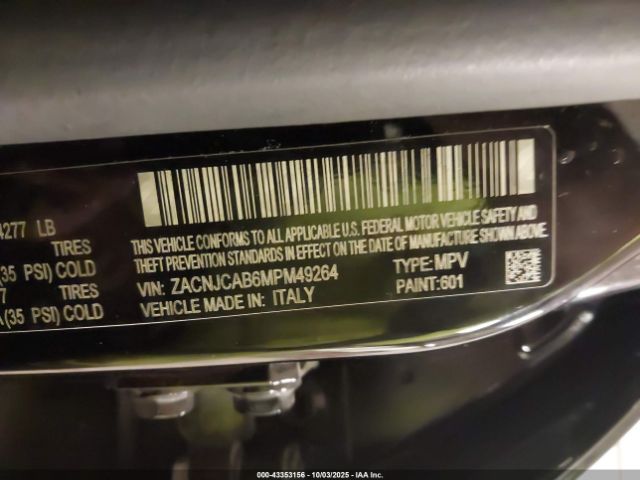 4277 LB
TIRES
(35 PSI) COLD
7
TIRES
(35 PSI) COLD
THIS VEHICLE CONFORMS TO ALL APPLICABLE U.S. FEDERAL MOTOR VEHICLE SAFETY AND
THEFT PREVENTION STANDARDS IN EFFECT ON THE DATE OF MANUFACTURE SHOWN ABOVE.
VIN: ZACNJCAB6MPM49264 TYPE: MPV
VEHICLE MADE IN: ITALY PAINT: 601
000-43353156 - 10/03/2025 - IAA Inc.